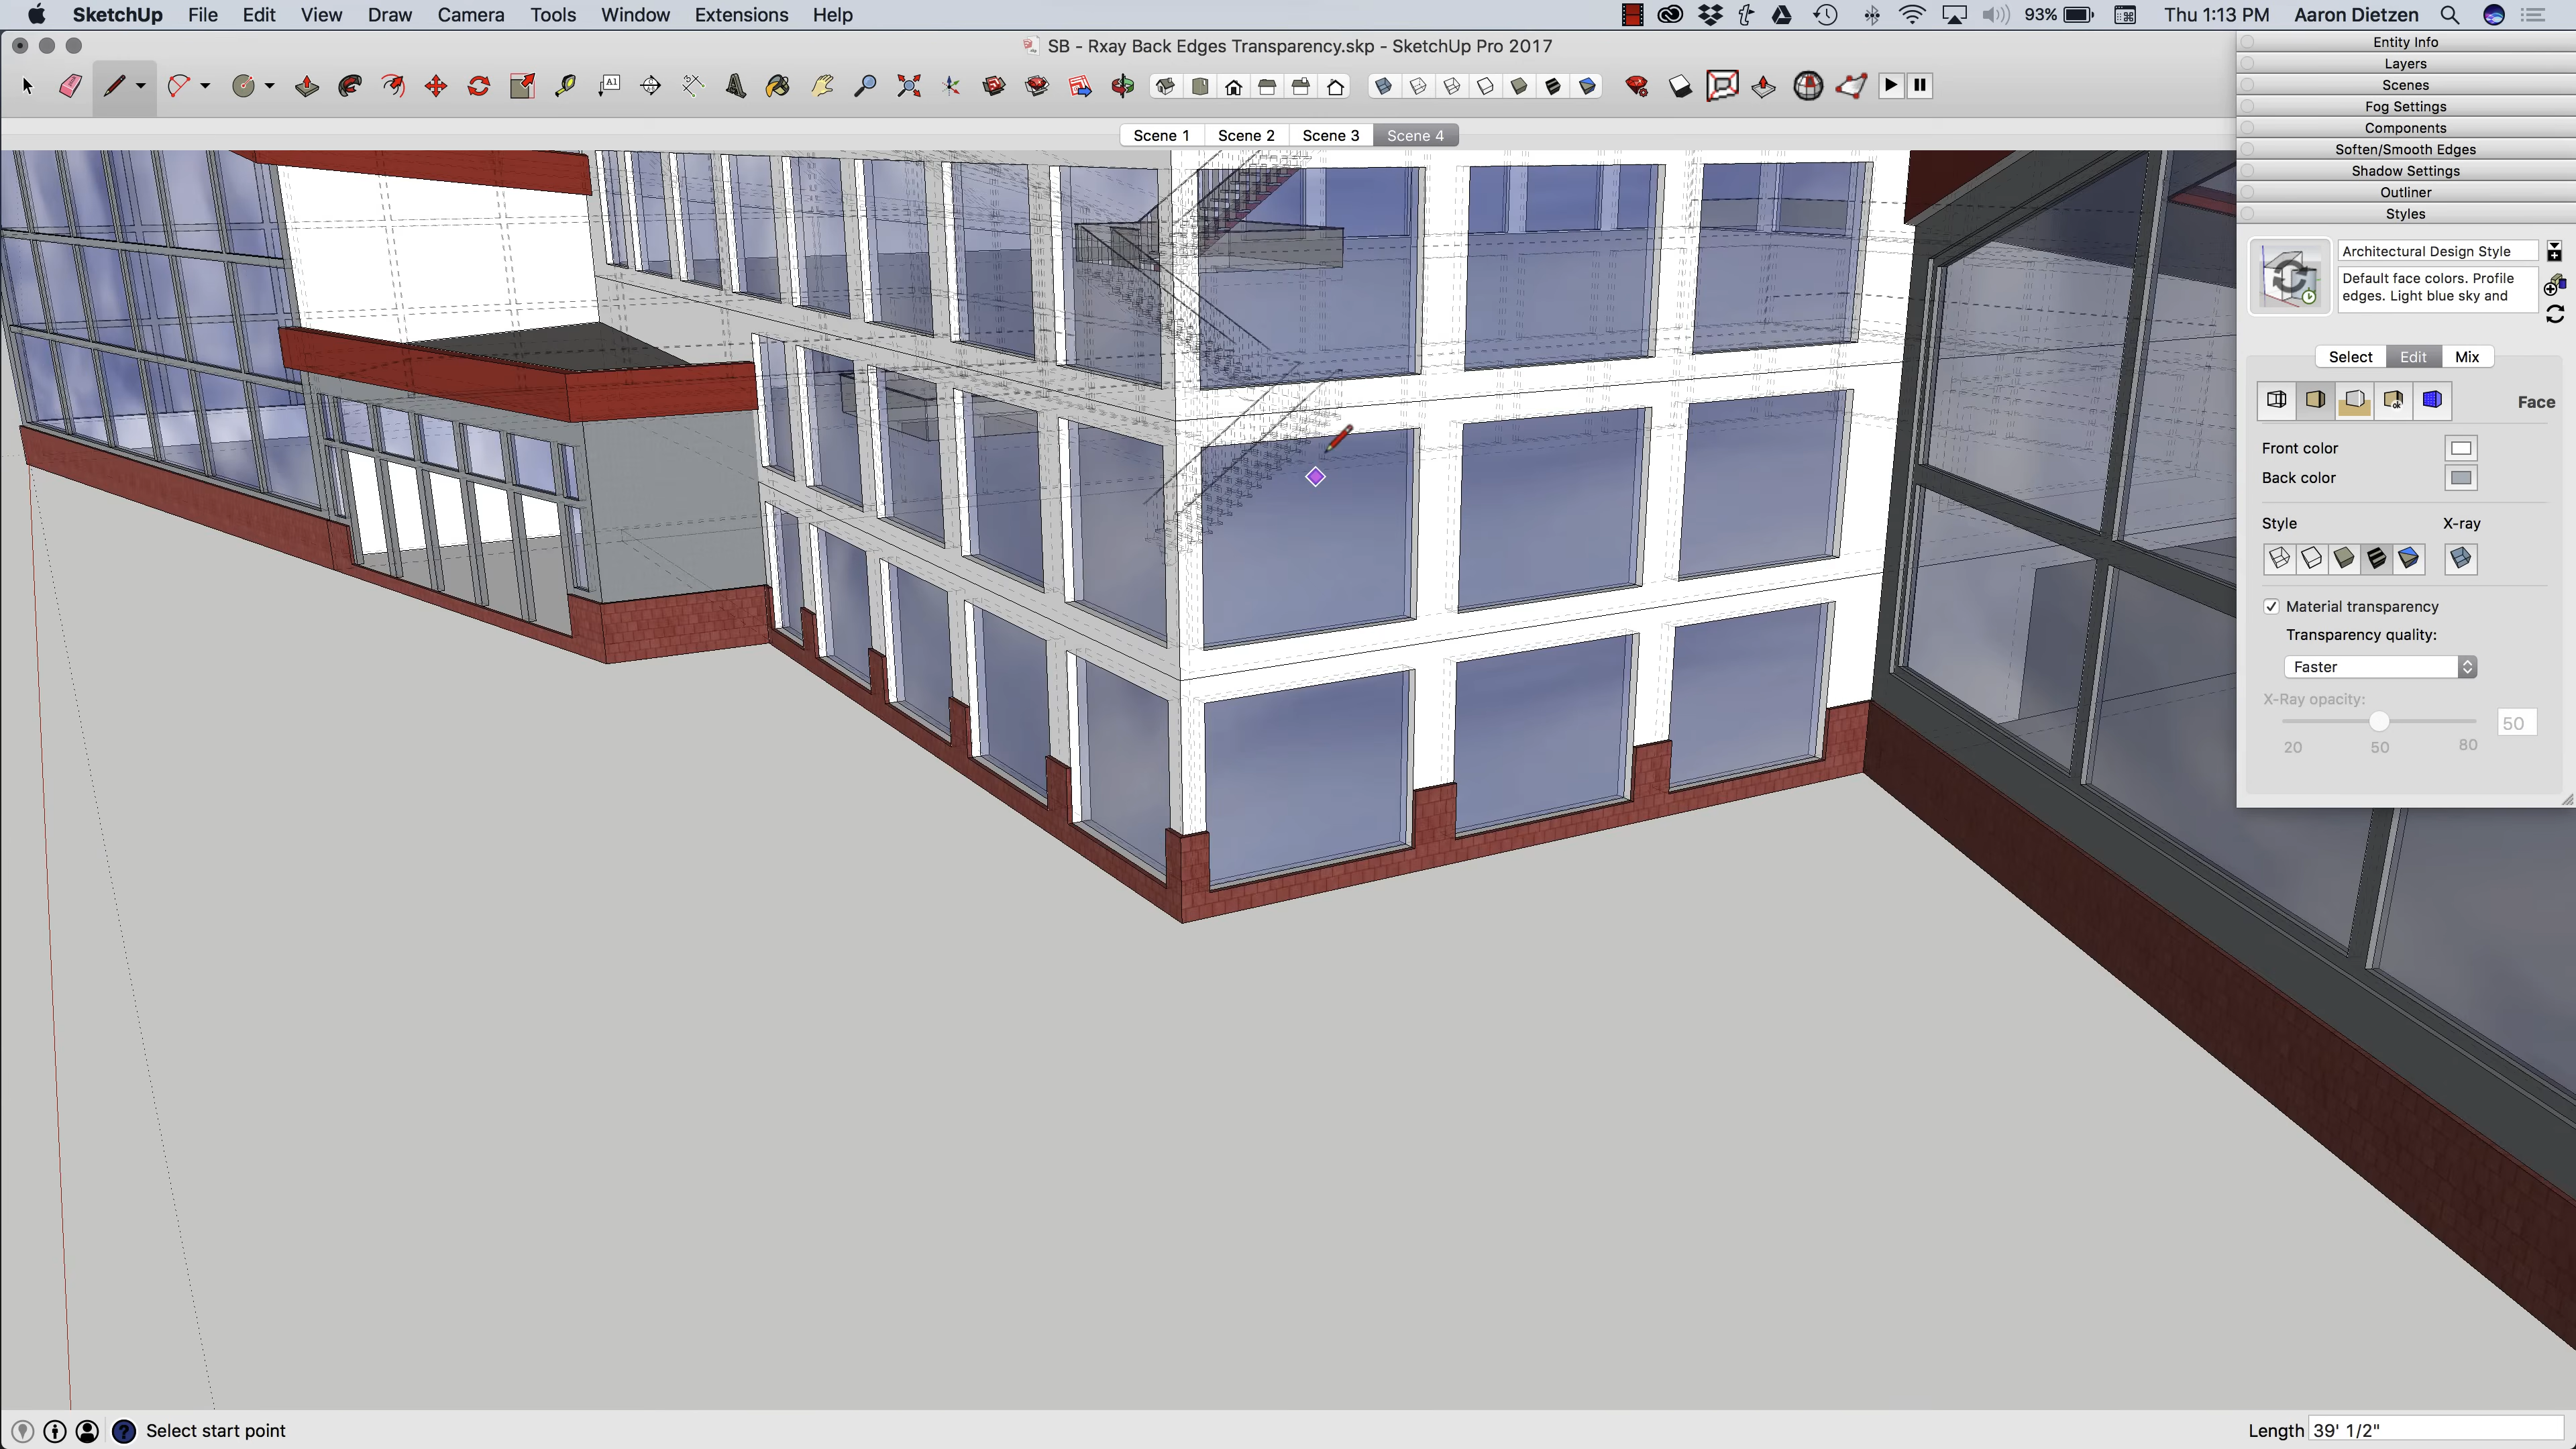 SketchUp File Edit View Draw Camera Tools Window Extensions Help 93% Thu 1:13 PM Aaron Dietzen
SB - Rxay Back Edges Transparency.skp - SketchUp Pro 2017
A1
Scene 1 Scene 2 Scene 3 Scene 4
Entity Info
Layers
Scenes
Fog Settings
Components
Soften/Smooth Edges
Shadow Settings
Outliner
Styles
Architectural Design Style
Default face colors. Profile
edges. Light blue sky and
Select Edit Mix
Face
Front color
Back color
Style X-ray
Material transparency
Transparency quality:
Faster
X-Ray opacity:
50
20 50 80
Select start point
Length 39' 1/2"